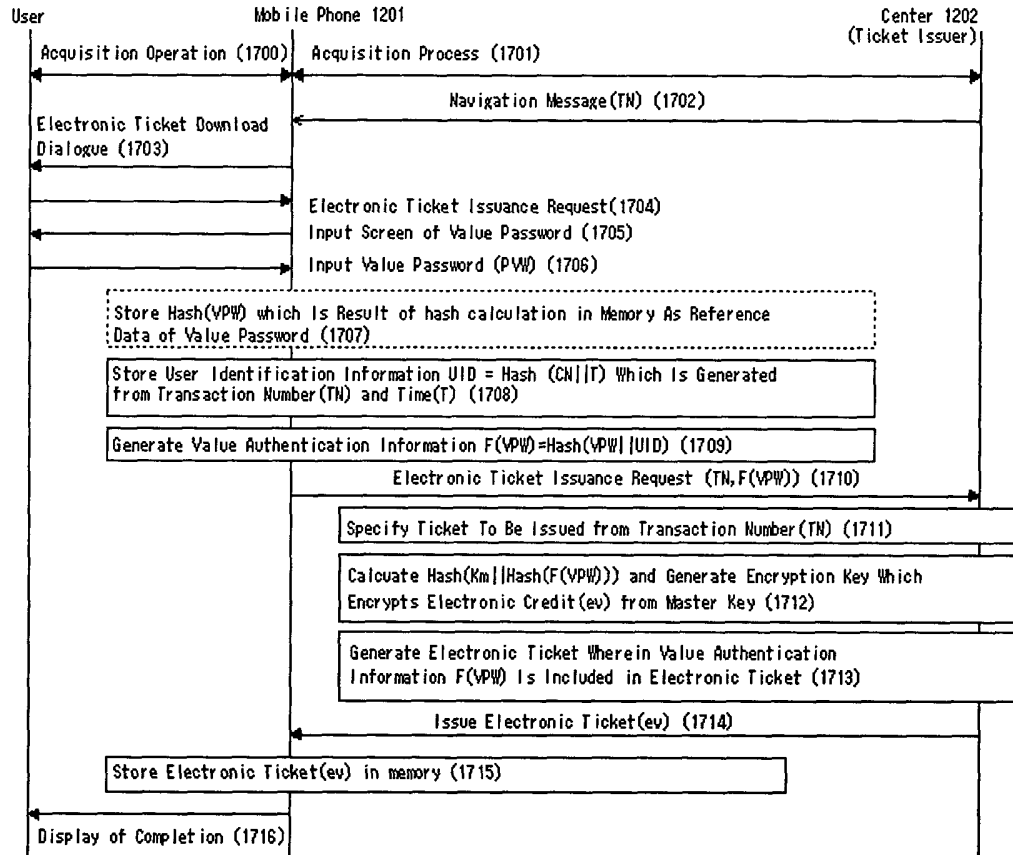 User
Mobile Phone 1201
Center 1202
(Ticket Issuer)
Acquisition Operation (1700)
Acquisition Process (1701)
Navigation Message(TN) (1702)
Electronic Ticket Download
Dialogue (1703)
Electronic Ticket Issuance Request(1704)
Input Screen of Value Password (1705)
Input Value Password (PVW) (1706)
Store Hash(VPW) which Is Result of hash calculation in Memory As Reference
Data of Value Password (1707)
Store User Identification Information UID = Hash (CN||T) Which Is Generated
from Transaction Number(TN) and Time(T) (1708)
Generate Value Authentication Information F(VPW)=Hash(VPW||UID) (1709)
Electronic Ticket Issuance Request (TN,F(VPW)) (1710)
Specify Ticket To Be Issued from Transaction Number(TN) (1711)
Calcuate Hash(Km||Hash(F(VPW))) and Generate Encryption Key Which
Encrypts Electronic Credit(ev) from Master Key (1712)
Generate Electronic Ticket Wherein Value Authentication
Information F(VPW) Is Included in Electronic Ticket (1713)
Issue Electronic Ticket(ev) (1714)
Store Electronic Ticket(ev) in memory (1715)
Display of Completion (1716)